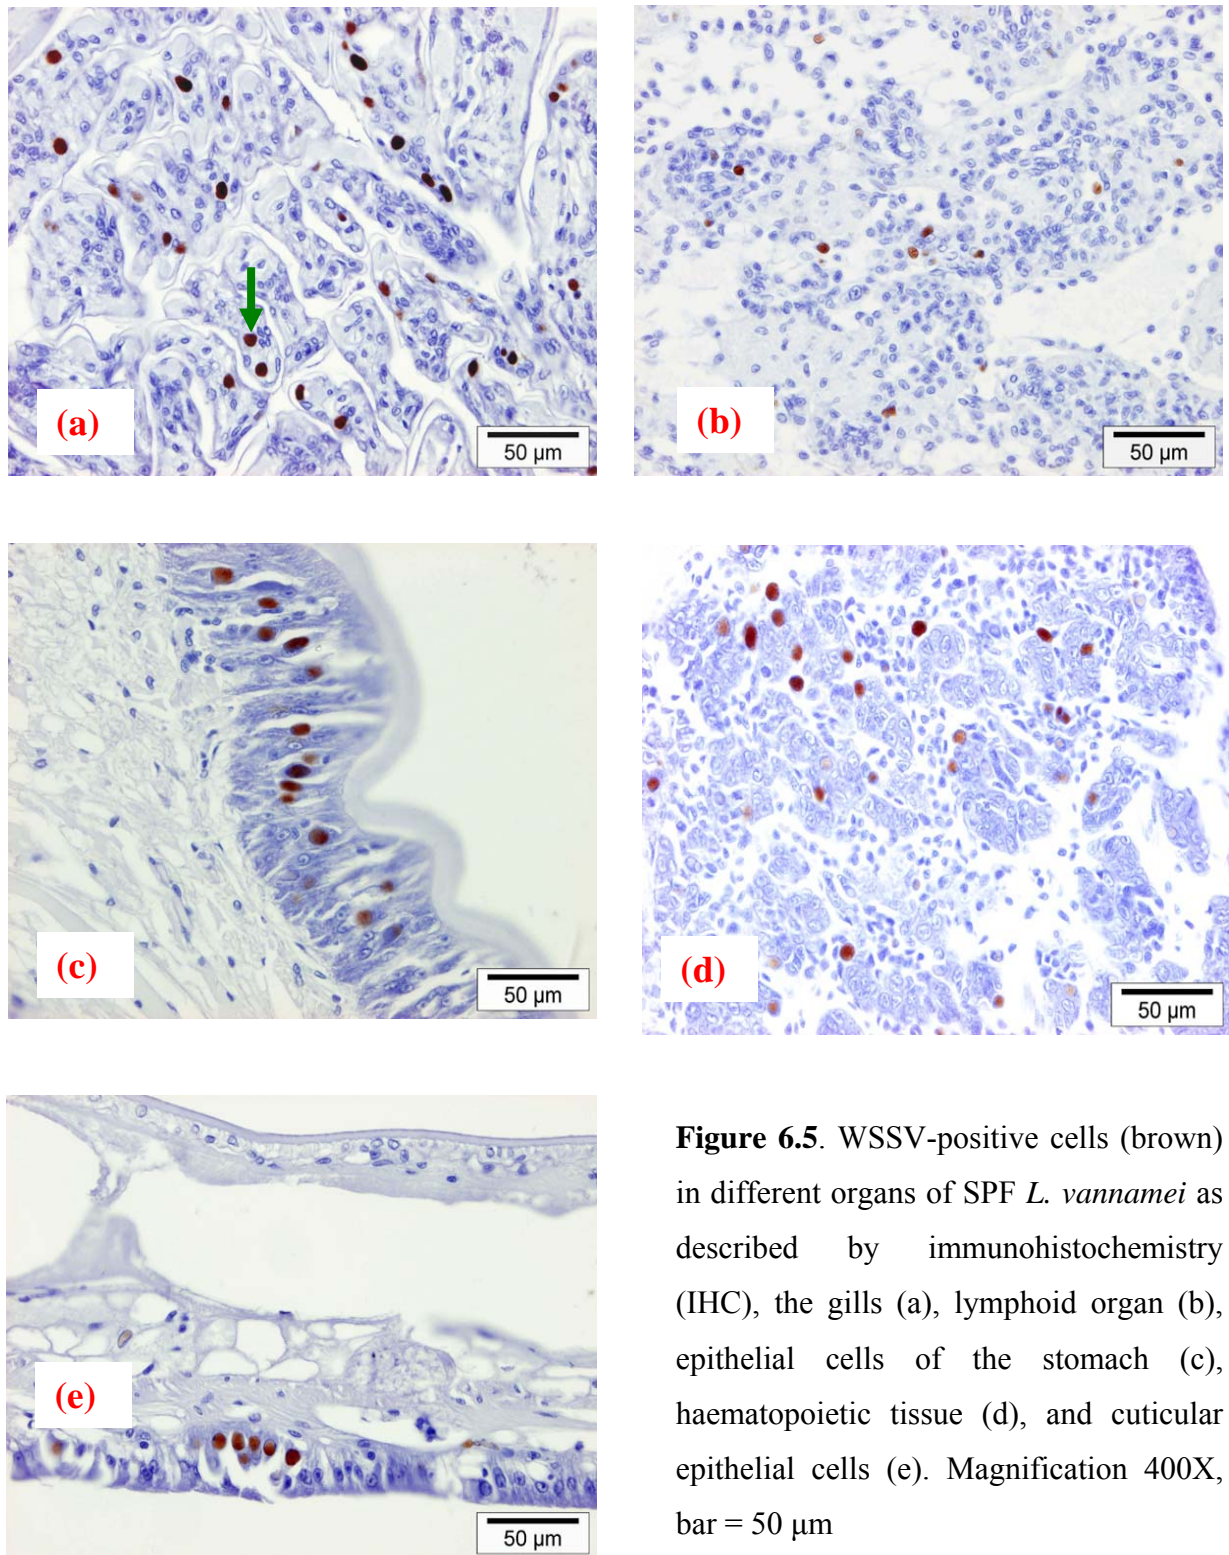 (a)
50 μm
(b)
50 μm
(c)
50 μm
(d)
50 μm
(e)
50 μm
Figure 6.5. WSSV-positive cells (brown)
in different organs of SPF L. vannamei as
described by immunohistochemistry
(IHC), the gills (a), lymphoid organ (b),
epithelial cells of the stomach (c),
haematopoietic tissue (d), and cuticular
epithelial cells (e). Magnification 400X,
bar = 50 μm